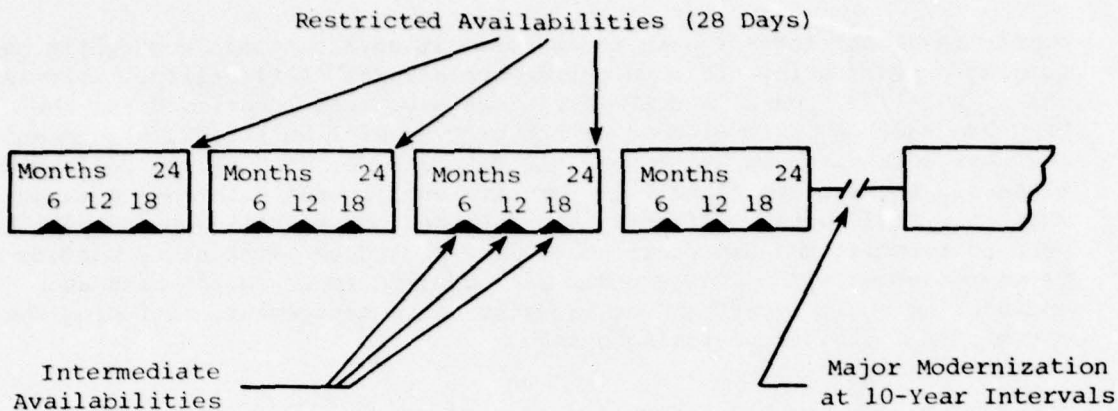 Restricted Availabilities (28 Days)
Months 24
6 12 18
Months 24
6 12 18
Months 24
6 12 18
Months 24
6 12 18
Intermediate
Availabilities
Major Modernization
at 10-Year Intervals